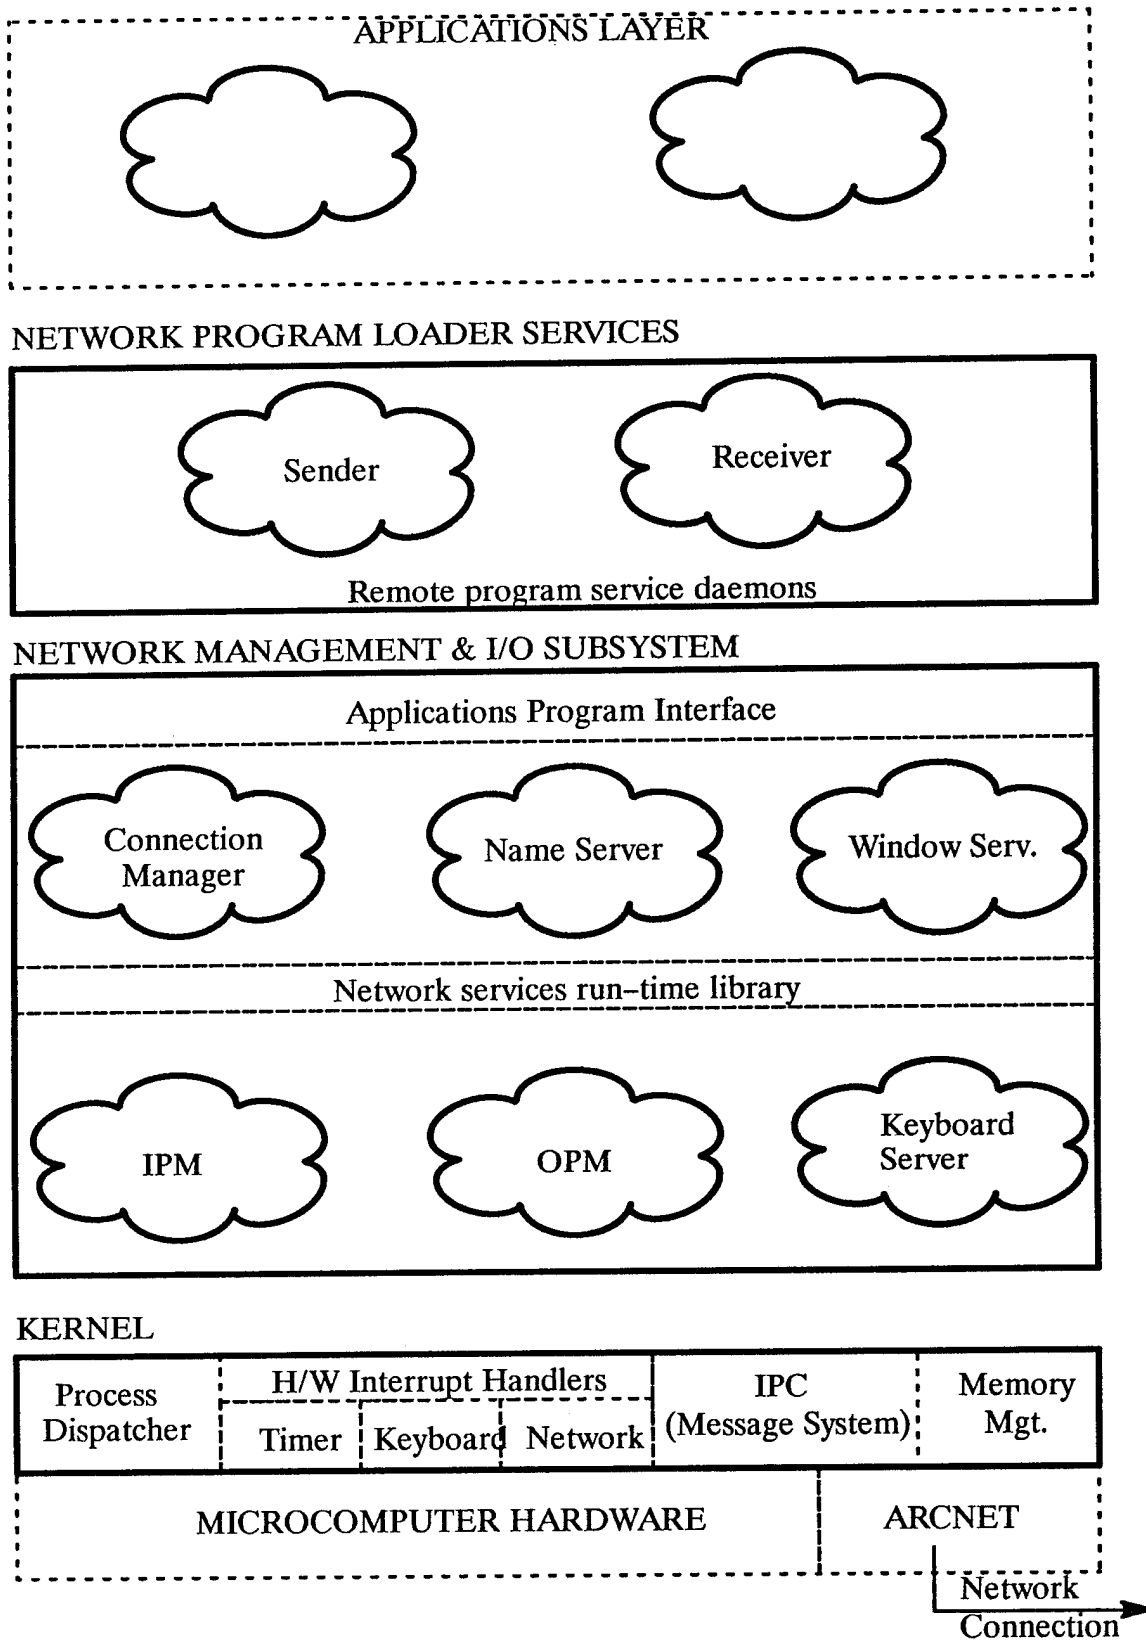 APPLICATIONS LAYER
NETWORK PROGRAM LOADER SERVICES
Sender
Receiver
Remote program service daemons
NETWORK MANAGEMENT & I/O SUBSYSTEM
Applications Program Interface
Connection
Manager
Name Server
Window Serv.
Network services run–time library
IPM
OPM
Keyboard
Server
KERNEL
Process
Dispatcher
H/W Interrupt Handlers
Timer
Keyboard
Network
IPC
(Message System)
Memory
Mgt.
MICROCOMPUTER HARDWARE
ARCNET
Network
Connection